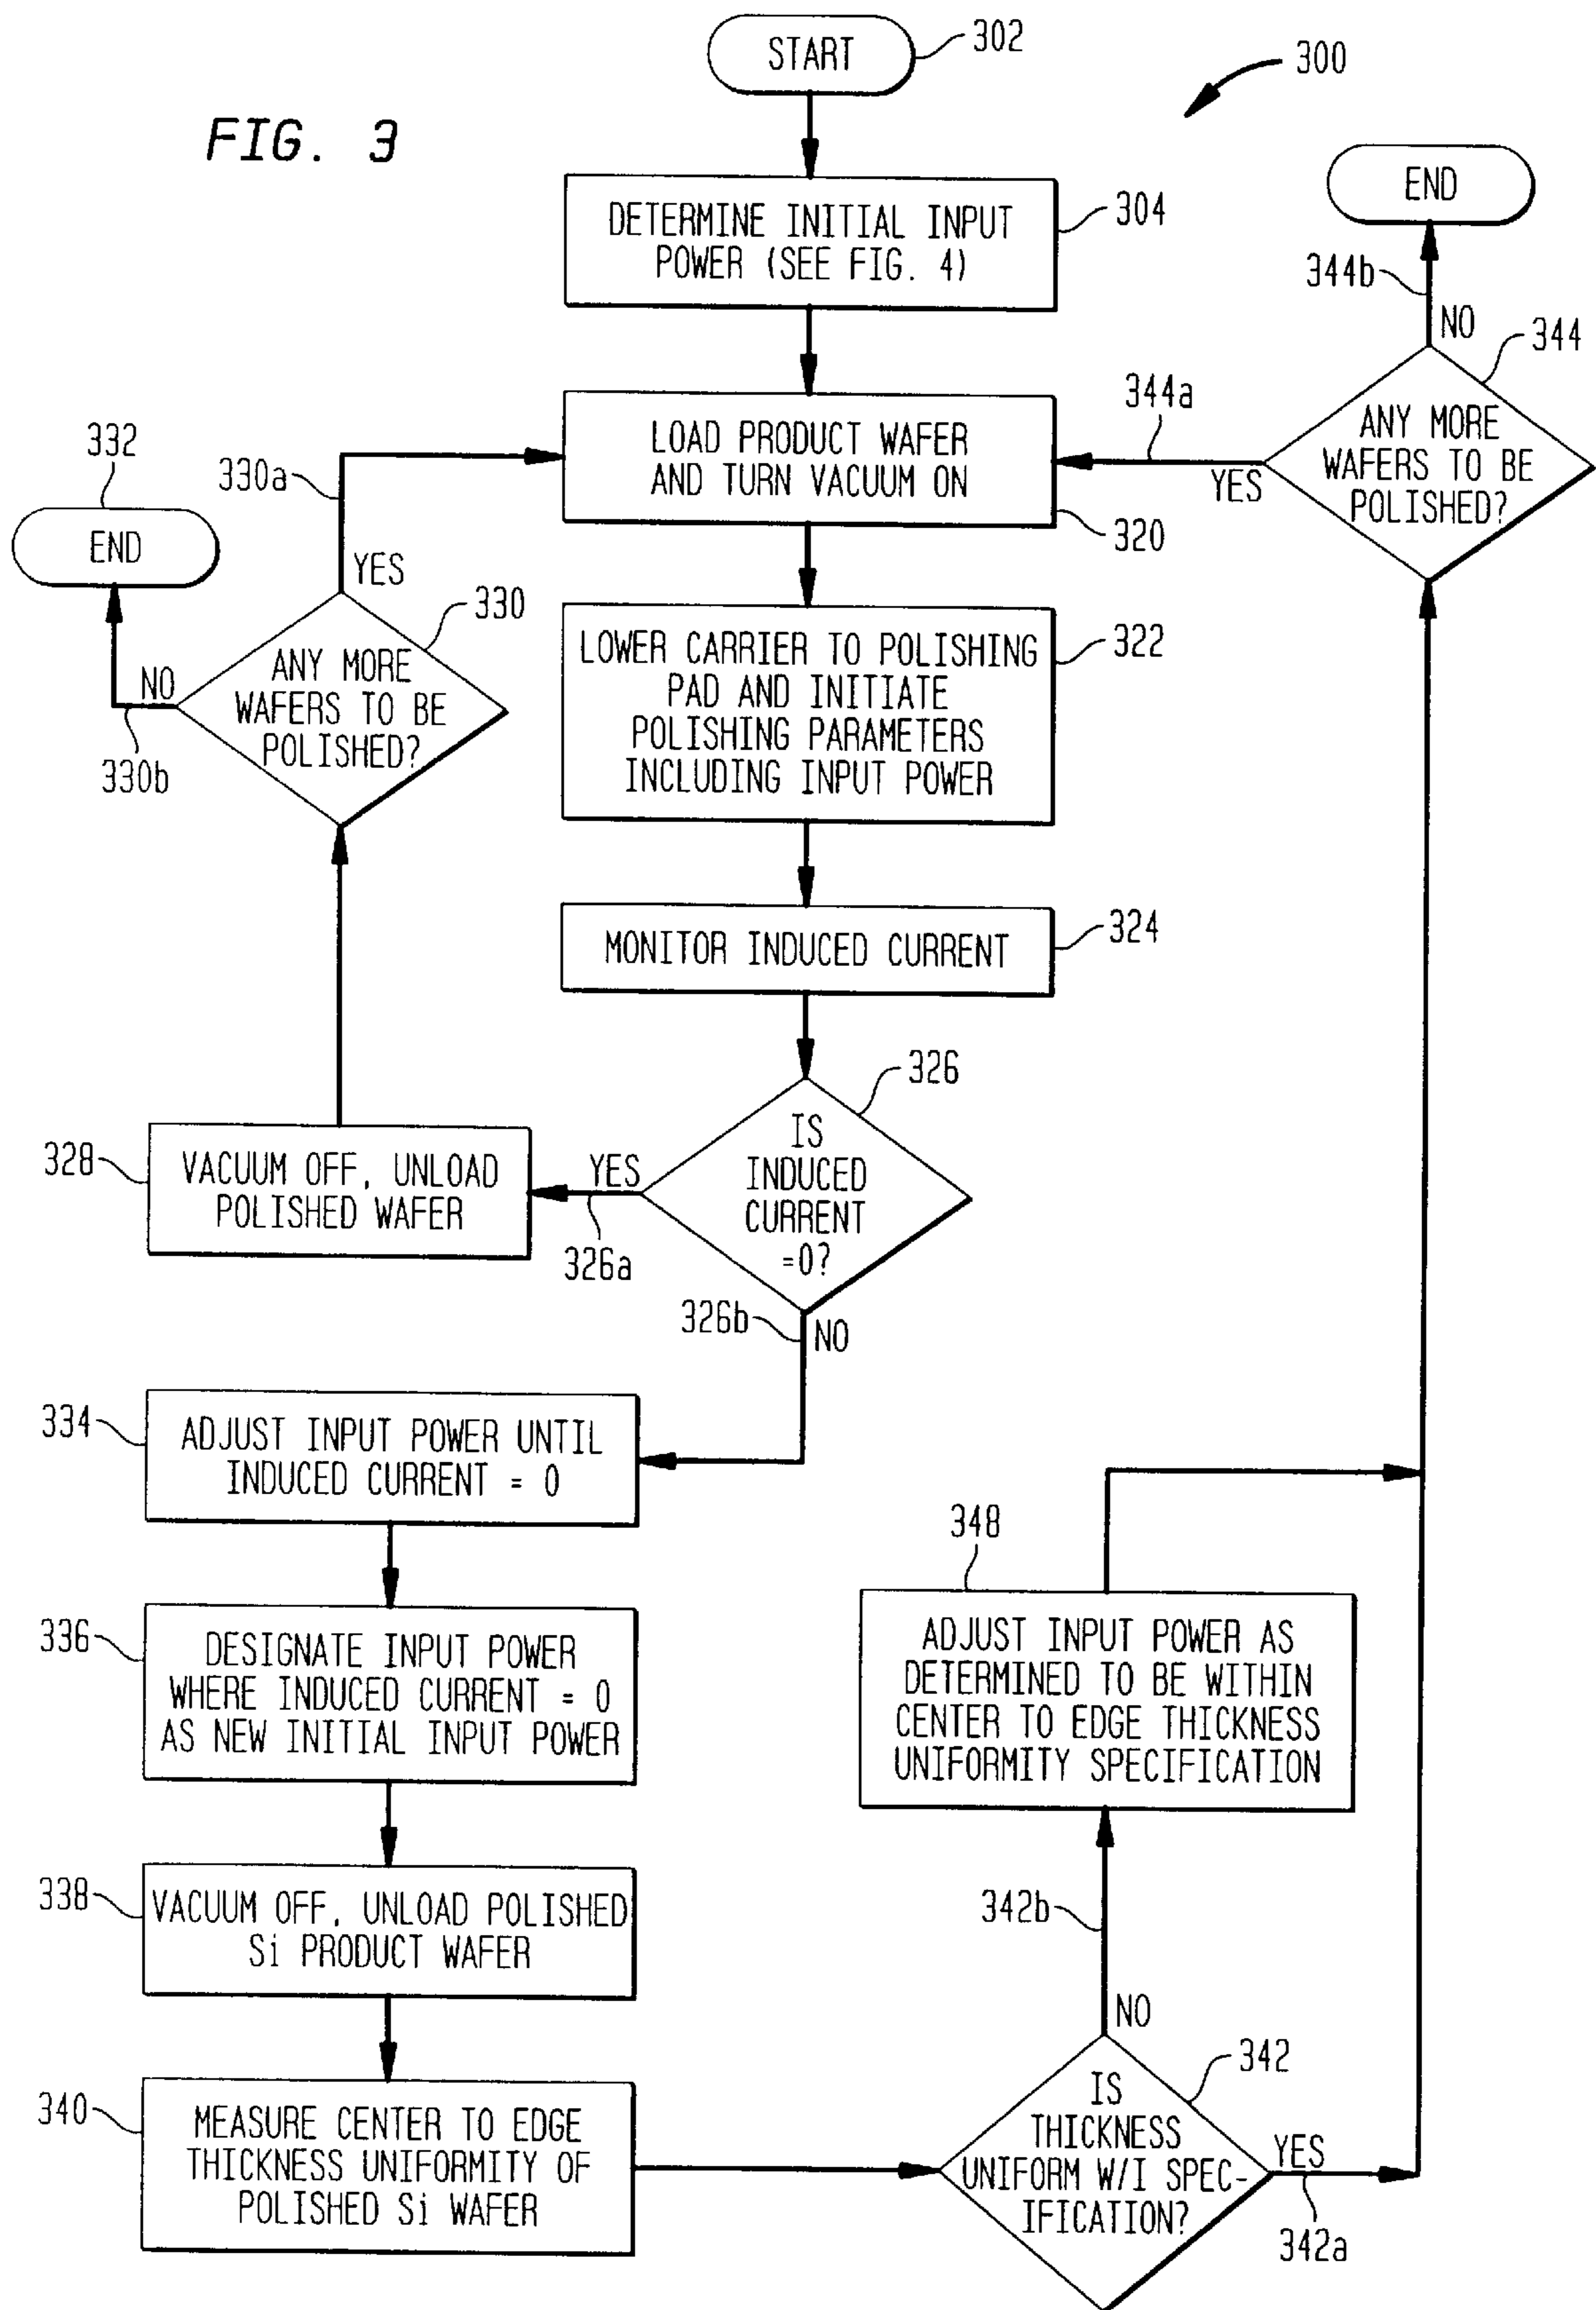 FIG. 3
START
302
300
DETERMINE INITIAL INPUT
POWER (SEE FIG. 4)
304
END
344b
NO
344
ANY MORE
WAFERS TO BE
POLISHED?
344a
YES
LOAD PRODUCT WAFER
AND TURN VACUUM ON
320
332
END
330a
YES
330
ANY MORE
WAFERS TO BE
POLISHED?
NO
330b
LOWER CARRIER TO POLISHING
PAD AND INITIATE
POLISHING PARAMETERS
INCLUDING INPUT POWER
322
MONITOR INDUCED CURRENT
324
326
IS
INDUCED
CURRENT
=0?
YES
326a
328
VACUUM OFF, UNLOAD
POLISHED WAFER
326b
NO
334
ADJUST INPUT POWER UNTIL
INDUCED CURRENT = 0
336
DESIGNATE INPUT POWER
WHERE INDUCED CURRENT = 0
AS NEW INITIAL INPUT POWER
338
VACUUM OFF, UNLOAD POLISHED
Si PRODUCT WAFER
340
MEASURE CENTER TO EDGE
THICKNESS UNIFORMITY OF
POLISHED Si WAFER
348
ADJUST INPUT POWER AS
DETERMINED TO BE WITHIN
CENTER TO EDGE THICKNESS
UNIFORMITY SPECIFICATION
342b
NO
342
IS
THICKNESS
UNIFORM W/I SPEC-
IFICATION?
YES
342a